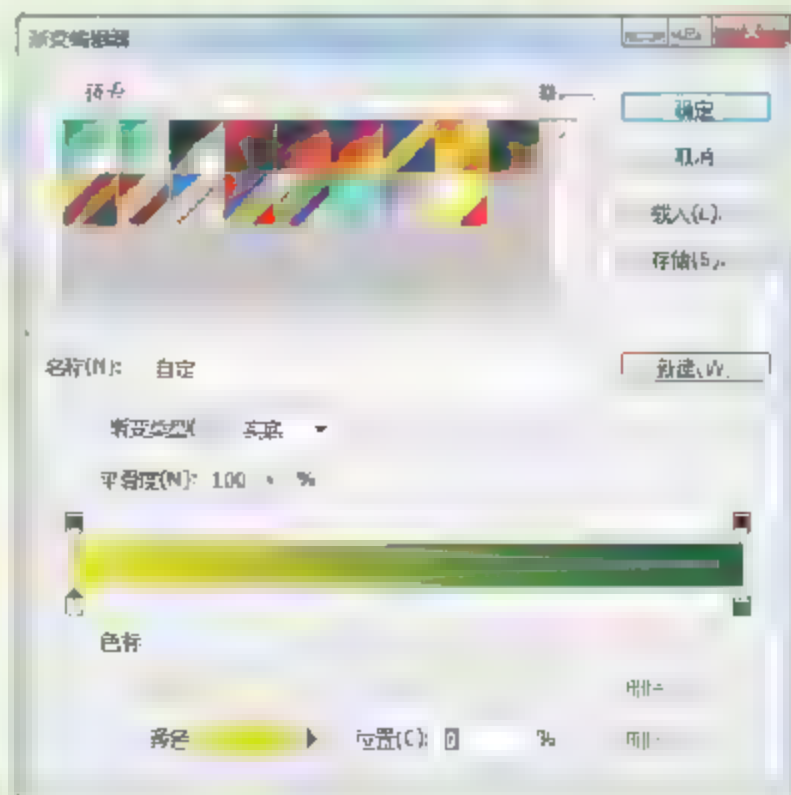 渐变编辑器
预设
确定
取消
载入(L)...
存储(S)...
名称(N): 自定
新建(W)
渐变类型( 实底
平滑度(M): 100 %
色标
颜色 位置(C): 0 %